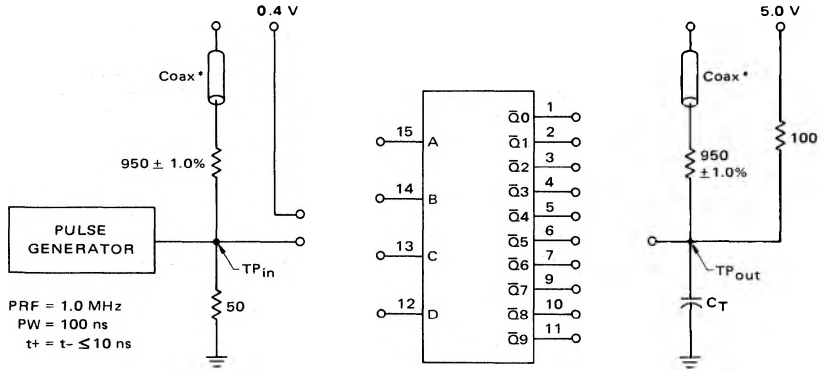 0.4 V
Coax*
950 ± 1.0%
PULSE
GENERATOR
TPin
50
PRF = 1.0 MHz
PW = 100 ns
t+ = t– ≤ 10 ns
15 A
14 B
13 C
12 D
Q̅0 1
Q̅1 2
Q̅2 3
Q̅3 4
Q̅4 5
Q̅5 6
Q̅6 7
Q̅7 9
Q̅8 10
Q̅9 11
5.0 V
Coax*
950
±1.0%
100
TPout
CT